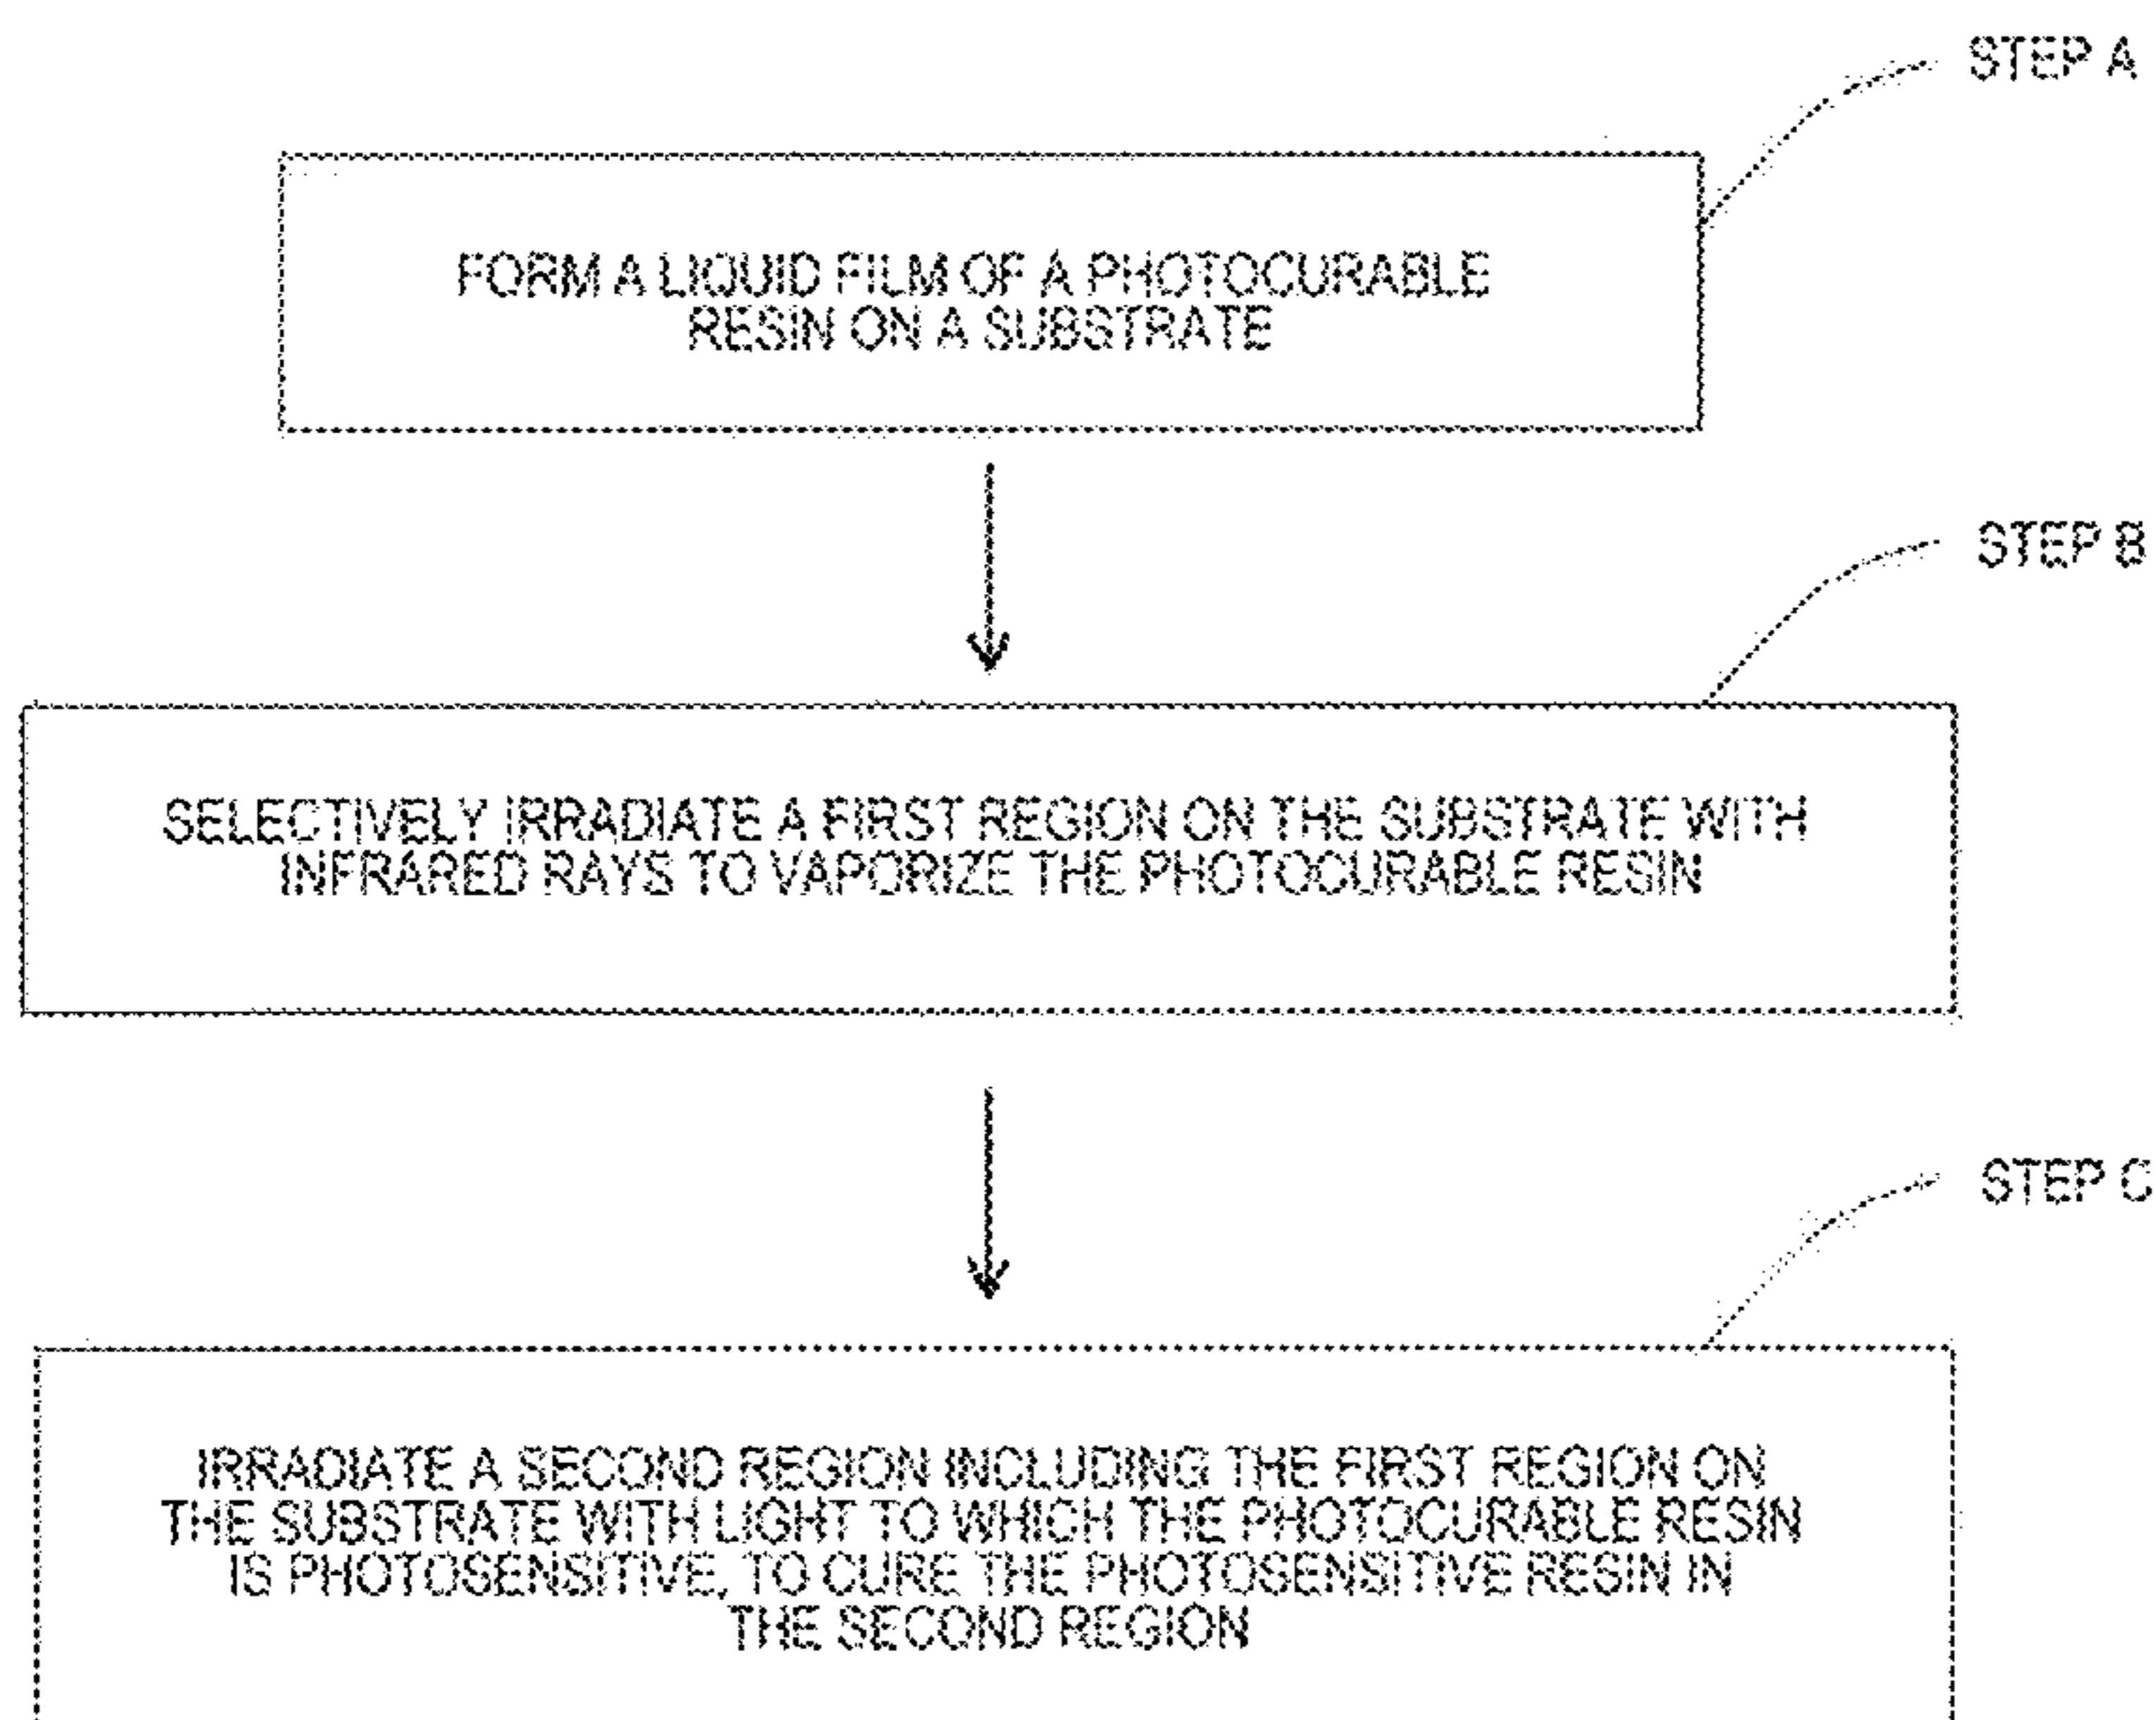 STEP A
FORM A LIQUID FILM OF A PHOTOCURABLE
RESIN ON A SUBSTRATE
STEP B
SELECTIVELY IRRADIATE A FIRST REGION ON THE SUBSTRATE WITH
INFRARED RAYS TO VAPORIZE THE PHOTOCURABLE RESIN
STEP C
IRRADIATE A SECOND REGION INCLUDING THE FIRST REGION ON
THE SUBSTRATE WITH LIGHT TO WHICH THE PHOTOCURABLE RESIN
IS PHOTOSENSITIVE, TO CURE THE PHOTOSENSITIVE RESIN IN
THE SECOND REGION